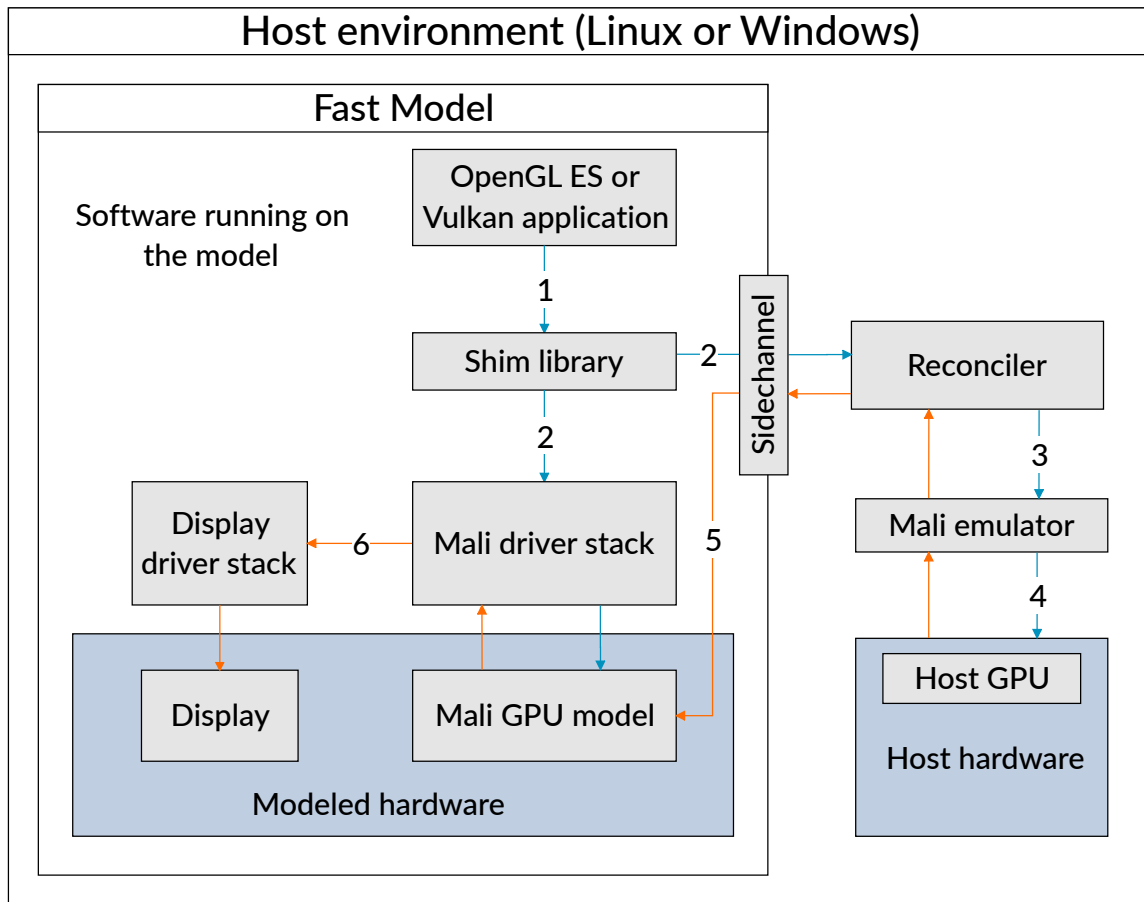 Host environment (Linux or Windows)
Fast Model
OpenGL ES or
Vulkan application
Software running on
the model
1
Sidechannel
Shim library
2
Reconciler
2
3
Display
driver stack
6
Mali driver stack
5
Mali emulator
4
Host GPU
Display
Mali GPU model
Host hardware
Modeled hardware